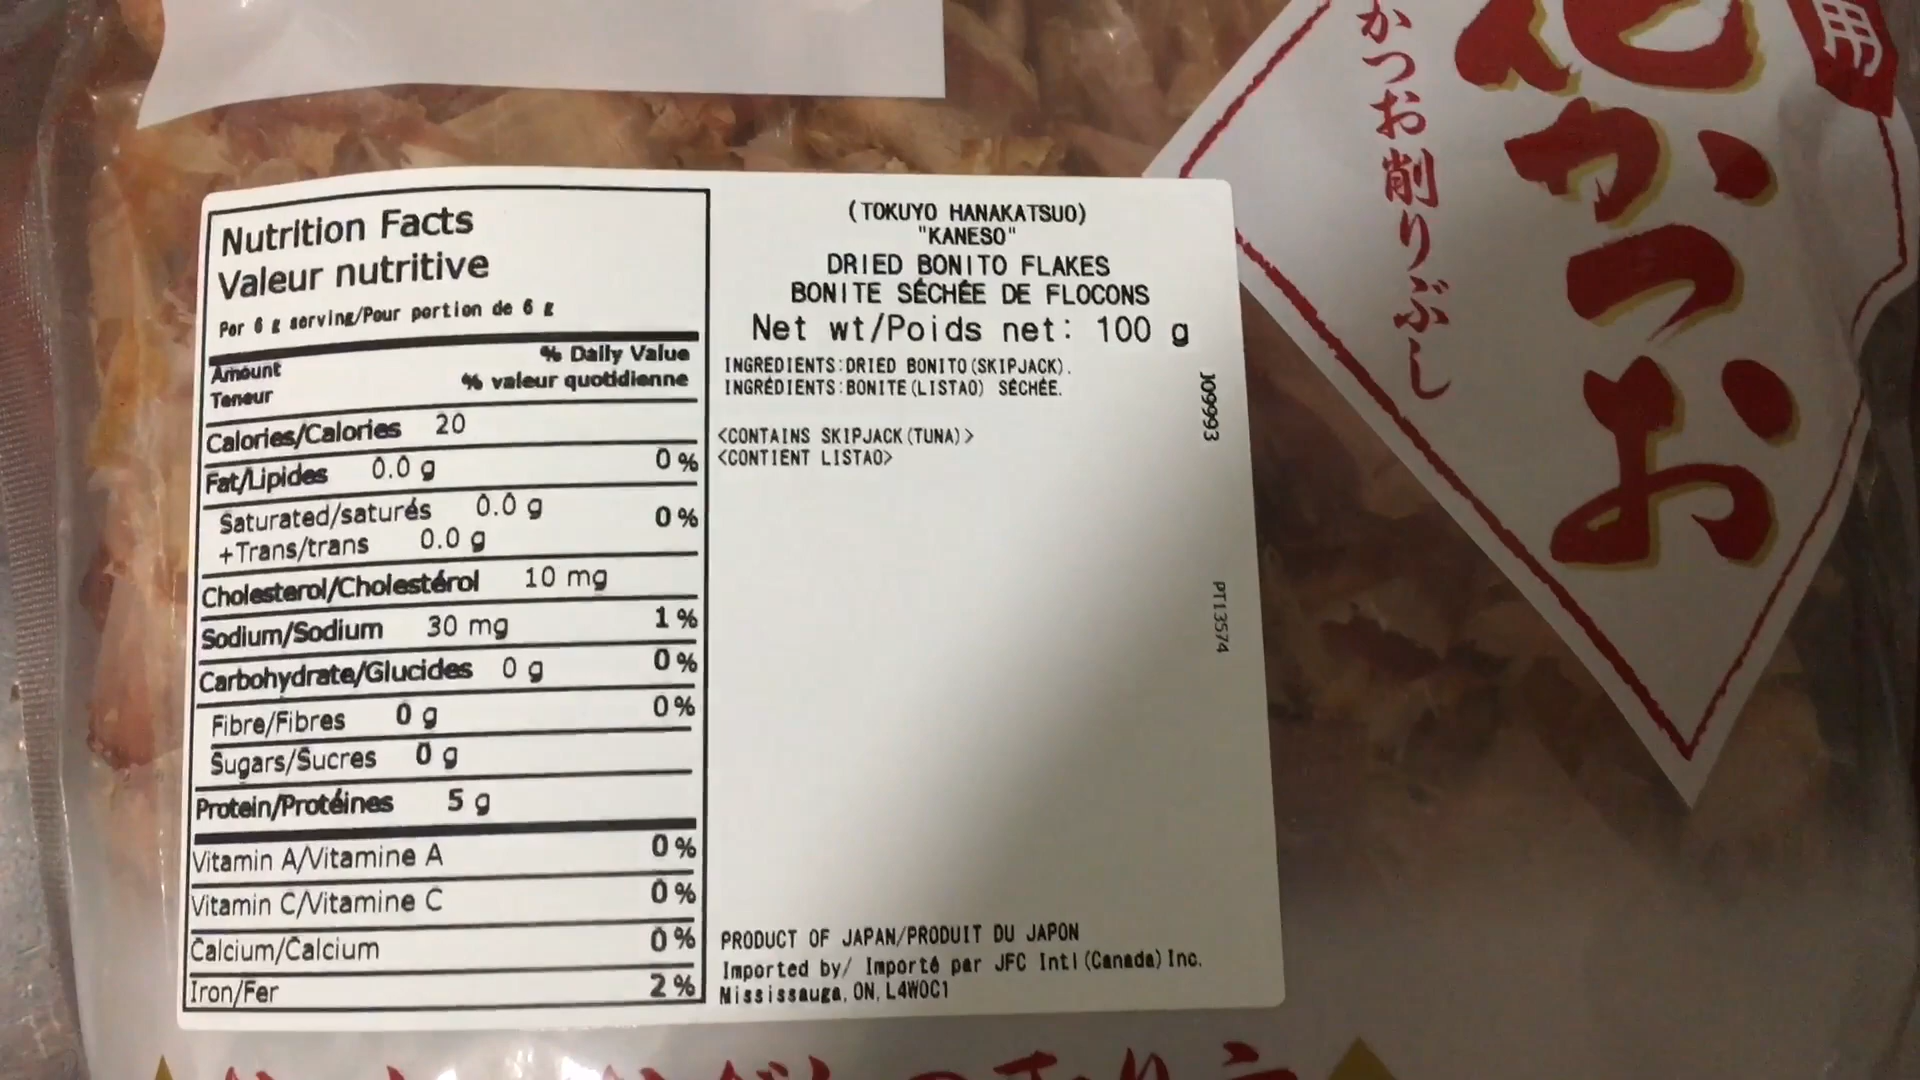 Nutrition Facts
Valeur nutritive
Per 6 g serving/Pour portion de 6 g
Amount
Teneur
% Daily Value
% valeur quotidienne
Calories/Calories 20
Fat/Lipides 0.0 g 0 %
Saturated/saturés 0.0 g
+Trans/trans 0.0 g
0 %
Cholesterol/Cholestérol 10 mg
Sodium/Sodium 30 mg 1 %
Carbohydrate/Glucides 0 g 0 %
Fibre/Fibres 0 g 0 %
Sugars/Sucres 0 g
Protein/Protéines 5 g
Vitamin A/Vitamine A 0 %
Vitamin C/Vitamine C 0 %
Calcium/Calcium 0 %
Iron/Fer 2 %
(TOKUYO HANAKATSUO)
"KANESO"
DRIED BONITO FLAKES
BONITE SÉCHÉE DE FLOCONS
Net wt/Poids net: 100 g
INGREDIENTS:DRIED BONITO(SKIPJACK).
INGRÉDIENTS:BONITE(LISTAO) SÉCHÉE.
<CONTAINS SKIPJACK(TUNA)>
<CONTIENT LISTAO>
PRODUCT OF JAPAN/PRODUIT DU JAPON
Imported by/ Importé par JFC Intl(Canada)Inc.
Mississauga, ON, L4W0C1
J09993
PT13574
用
花かつお
かつお削りぶし